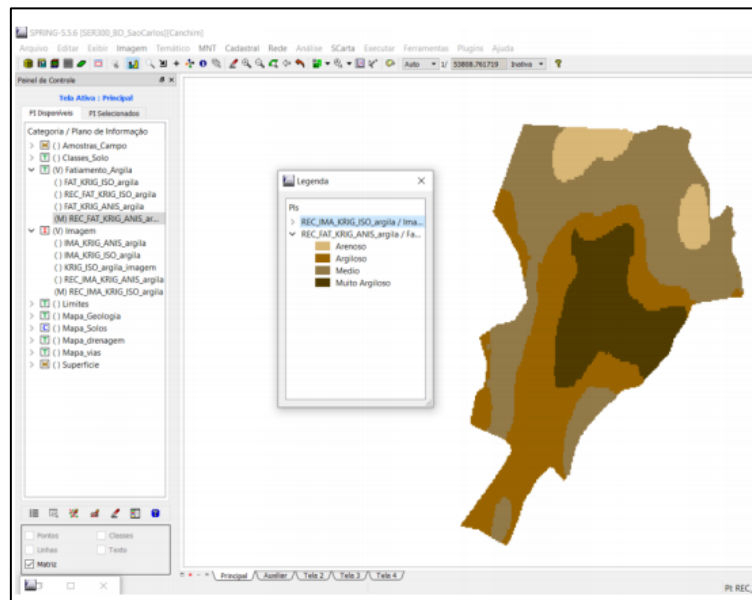 SPRING-5.5.6 [SER300_BD_SaoCarlos][Canchim]
Arquivo Editar Exibir Imagem Temático MNT Cadastral Rede Análise SCarta Executar Ferramentas Plugins Ajuda
Auto 1/ 53808.761719 Inativa
Painel de Controle
Tela Ativa : Principal
PI Disponíveis PI Selecionados
Categoria / Plano de Informação
( ) Amostras_Campo
( ) Classes_Solo
(V) Fatiamento_Argila
( ) FAT_KRIG_ISO_argila
( ) REC_FAT_KRIG_ISO_argila
( ) FAT_KRIG_ANIS_argila
(M) REC_FAT_KRIG_ANIS_ar...
(V) Imagem
( ) IMA_KRIG_ANIS_argila
( ) IMA_KRIG_ISO_argila
( ) KRIG_ISO_argila_imagem
( ) REC_IMA_KRIG_ANIS_argila
(M) REC_IMA_KRIG_ISO_argila
( ) Limites
( ) Mapa_Geologia
( ) Mapa_Solos
( ) Mapa_drenagem
( ) Mapa_vias
( ) Superficie
Pontos Classes
Linhas Texto
Matriz
Legenda
PIs
REC_IMA_KRIG_ISO_argila / Ima...
REC_FAT_KRIG_ANIS_argila / Fa...
Arenoso
Argiloso
Medio
Muito Argiloso
Principal Auxiliar Tela 2 Tela 3 Tela 4
PI: REC_